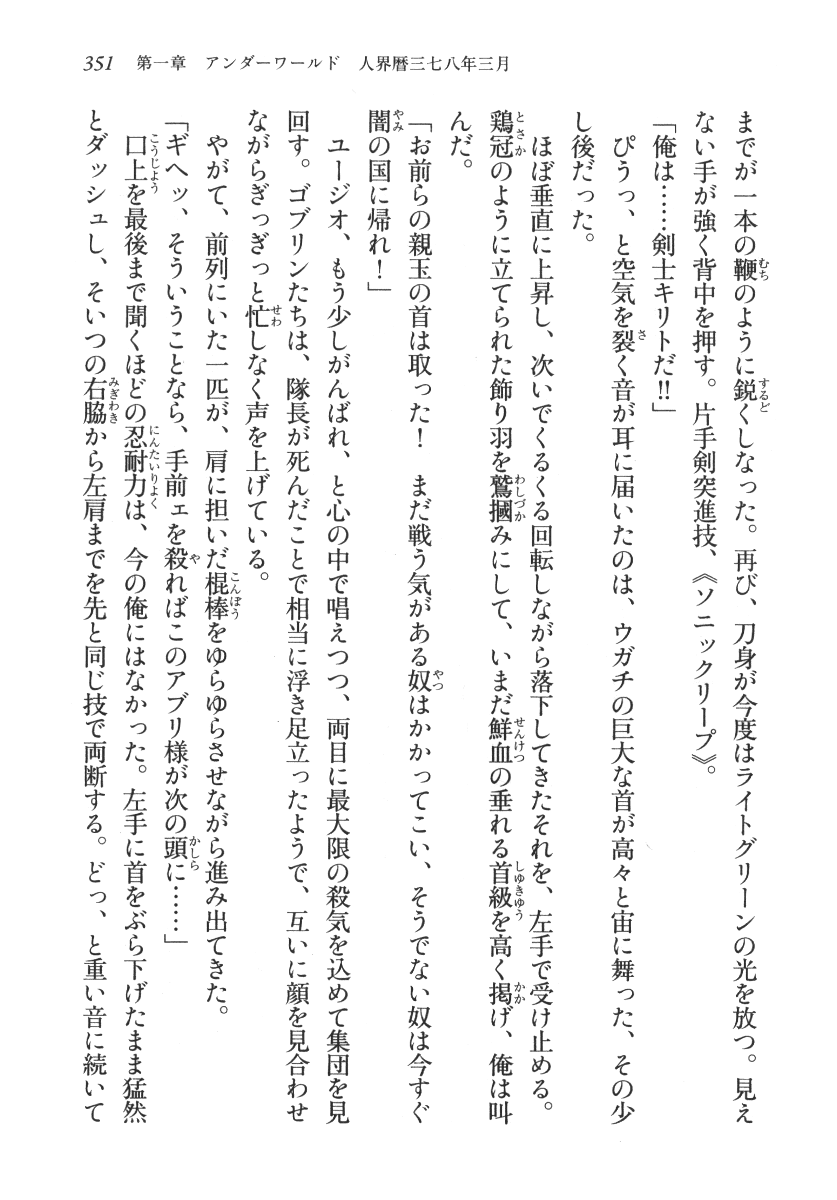 351　第一章　アンダーワールド　人界暦三七八年三月
までが一本の鞭のように鋭くしなった。再び、刀身が今度はライトグリーンの光を放つ。見え
ない手が強く背中を押す。片手剣突進技、《ソニックリープ》。
「俺は……剣士キリトだ!!」
ぴうっ、と空気を裂く音が耳に届いたのは、ウガチの巨大な首が高々と宙に舞った、その少
し後だった。
ほぼ垂直に上昇し、次いでくるくる回転しながら落下してきたそれを、左手で受け止める。
鶏冠のように立てられた飾り羽を鷲摑みにして、いまだ鮮血の垂れる首級を高く掲げ、俺は叫
んだ。
「お前らの親玉の首は取った！　まだ戦う気がある奴はかかってこい、そうでない奴は今すぐ
闇の国に帰れ！」
ユージオ、もう少しがんばれ、と心の中で唱えつつ、両目に最大限の殺気を込めて集団を見
回す。ゴブリンたちは、隊長が死んだことで相当に浮き足立ったようで、互いに顔を見合わせ
ながらぎっぎっと忙しなく声を上げている。
やがて、前列にいた一匹が、肩に担いだ棍棒をゆらゆらさせながら進み出てきた。
「ギヘッ、そういうことなら、手前ェを殺ればこのアブリ様が次の頭に……」
口上を最後まで聞くほどの忍耐力は、今の俺にはなかった。左手に首をぶら下げたまま猛然
とダッシュし、そいつの右脇から左肩までを先と同じ技で両断する。どっ、と重い音に続いて